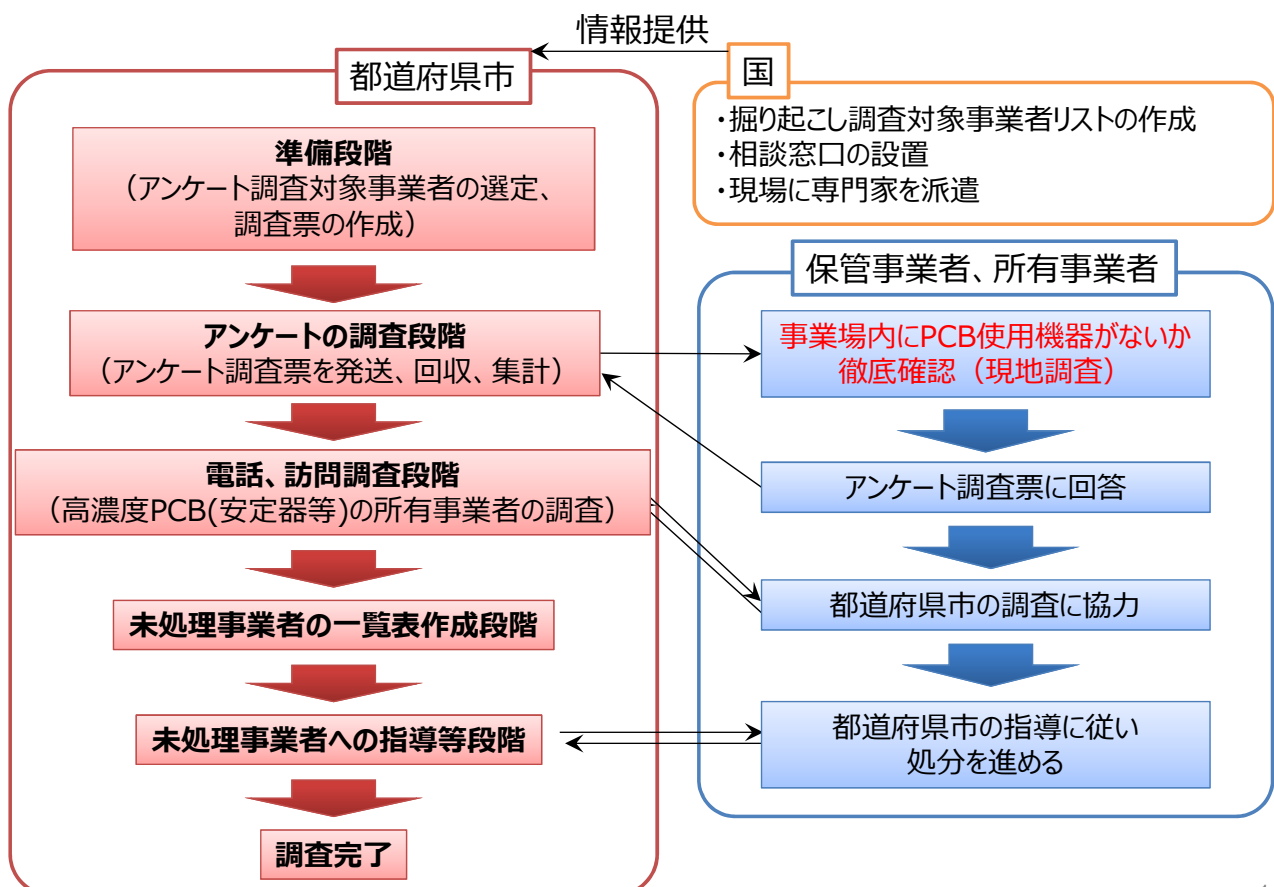 情報提供
都道府県市
準備段階
（アンケート調査対象事業者の選定、
調査票の作成）
アンケートの調査段階
（アンケート調査票を発送、回収、集計）
電話、訪問調査段階
（高濃度PCB(安定器等)の所有事業者の調査）
未処理事業者の一覧表作成段階
未処理事業者への指導等段階
調査完了
国
・掘り起こし調査対象事業者リストの作成
・相談窓口の設置
・現場に専門家を派遣
保管事業者、所有事業者
事業場内にPCB使用機器がないか
徹底確認（現地調査）
アンケート調査票に回答
都道府県市の調査に協力
都道府県市の指導に従い
処分を進める